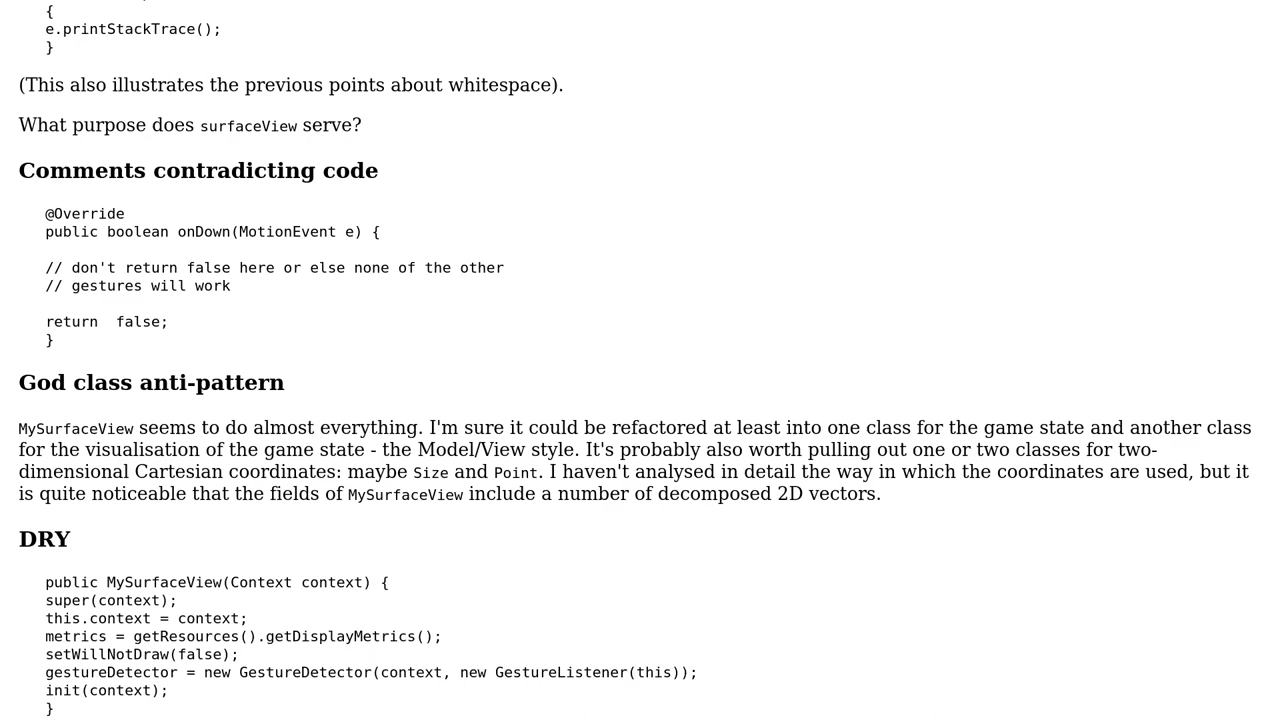 {
e.printStackTrace();
}
(This also illustrates the previous points about whitespace).
What purpose does surfaceView serve?
Comments contradicting code
@Override
public boolean onDown(MotionEvent e) {
// don't return false here or else none of the other
// gestures will work
return  false;
}
God class anti-pattern
MySurfaceView seems to do almost everything. I'm sure it could be refactored at least into one class for the game state and another class
for the visualisation of the game state - the Model/View style. It's probably also worth pulling out one or two classes for two-
dimensional Cartesian coordinates: maybe Size and Point. I haven't analysed in detail the way in which the coordinates are used, but it
is quite noticeable that the fields of MySurfaceView include a number of decomposed 2D vectors.
DRY
public MySurfaceView(Context context) {
super(context);
this.context = context;
metrics = getResources().getDisplayMetrics();
setWillNotDraw(false);
gestureDetector = new GestureDetector(context, new GestureListener(this));
init(context);
}